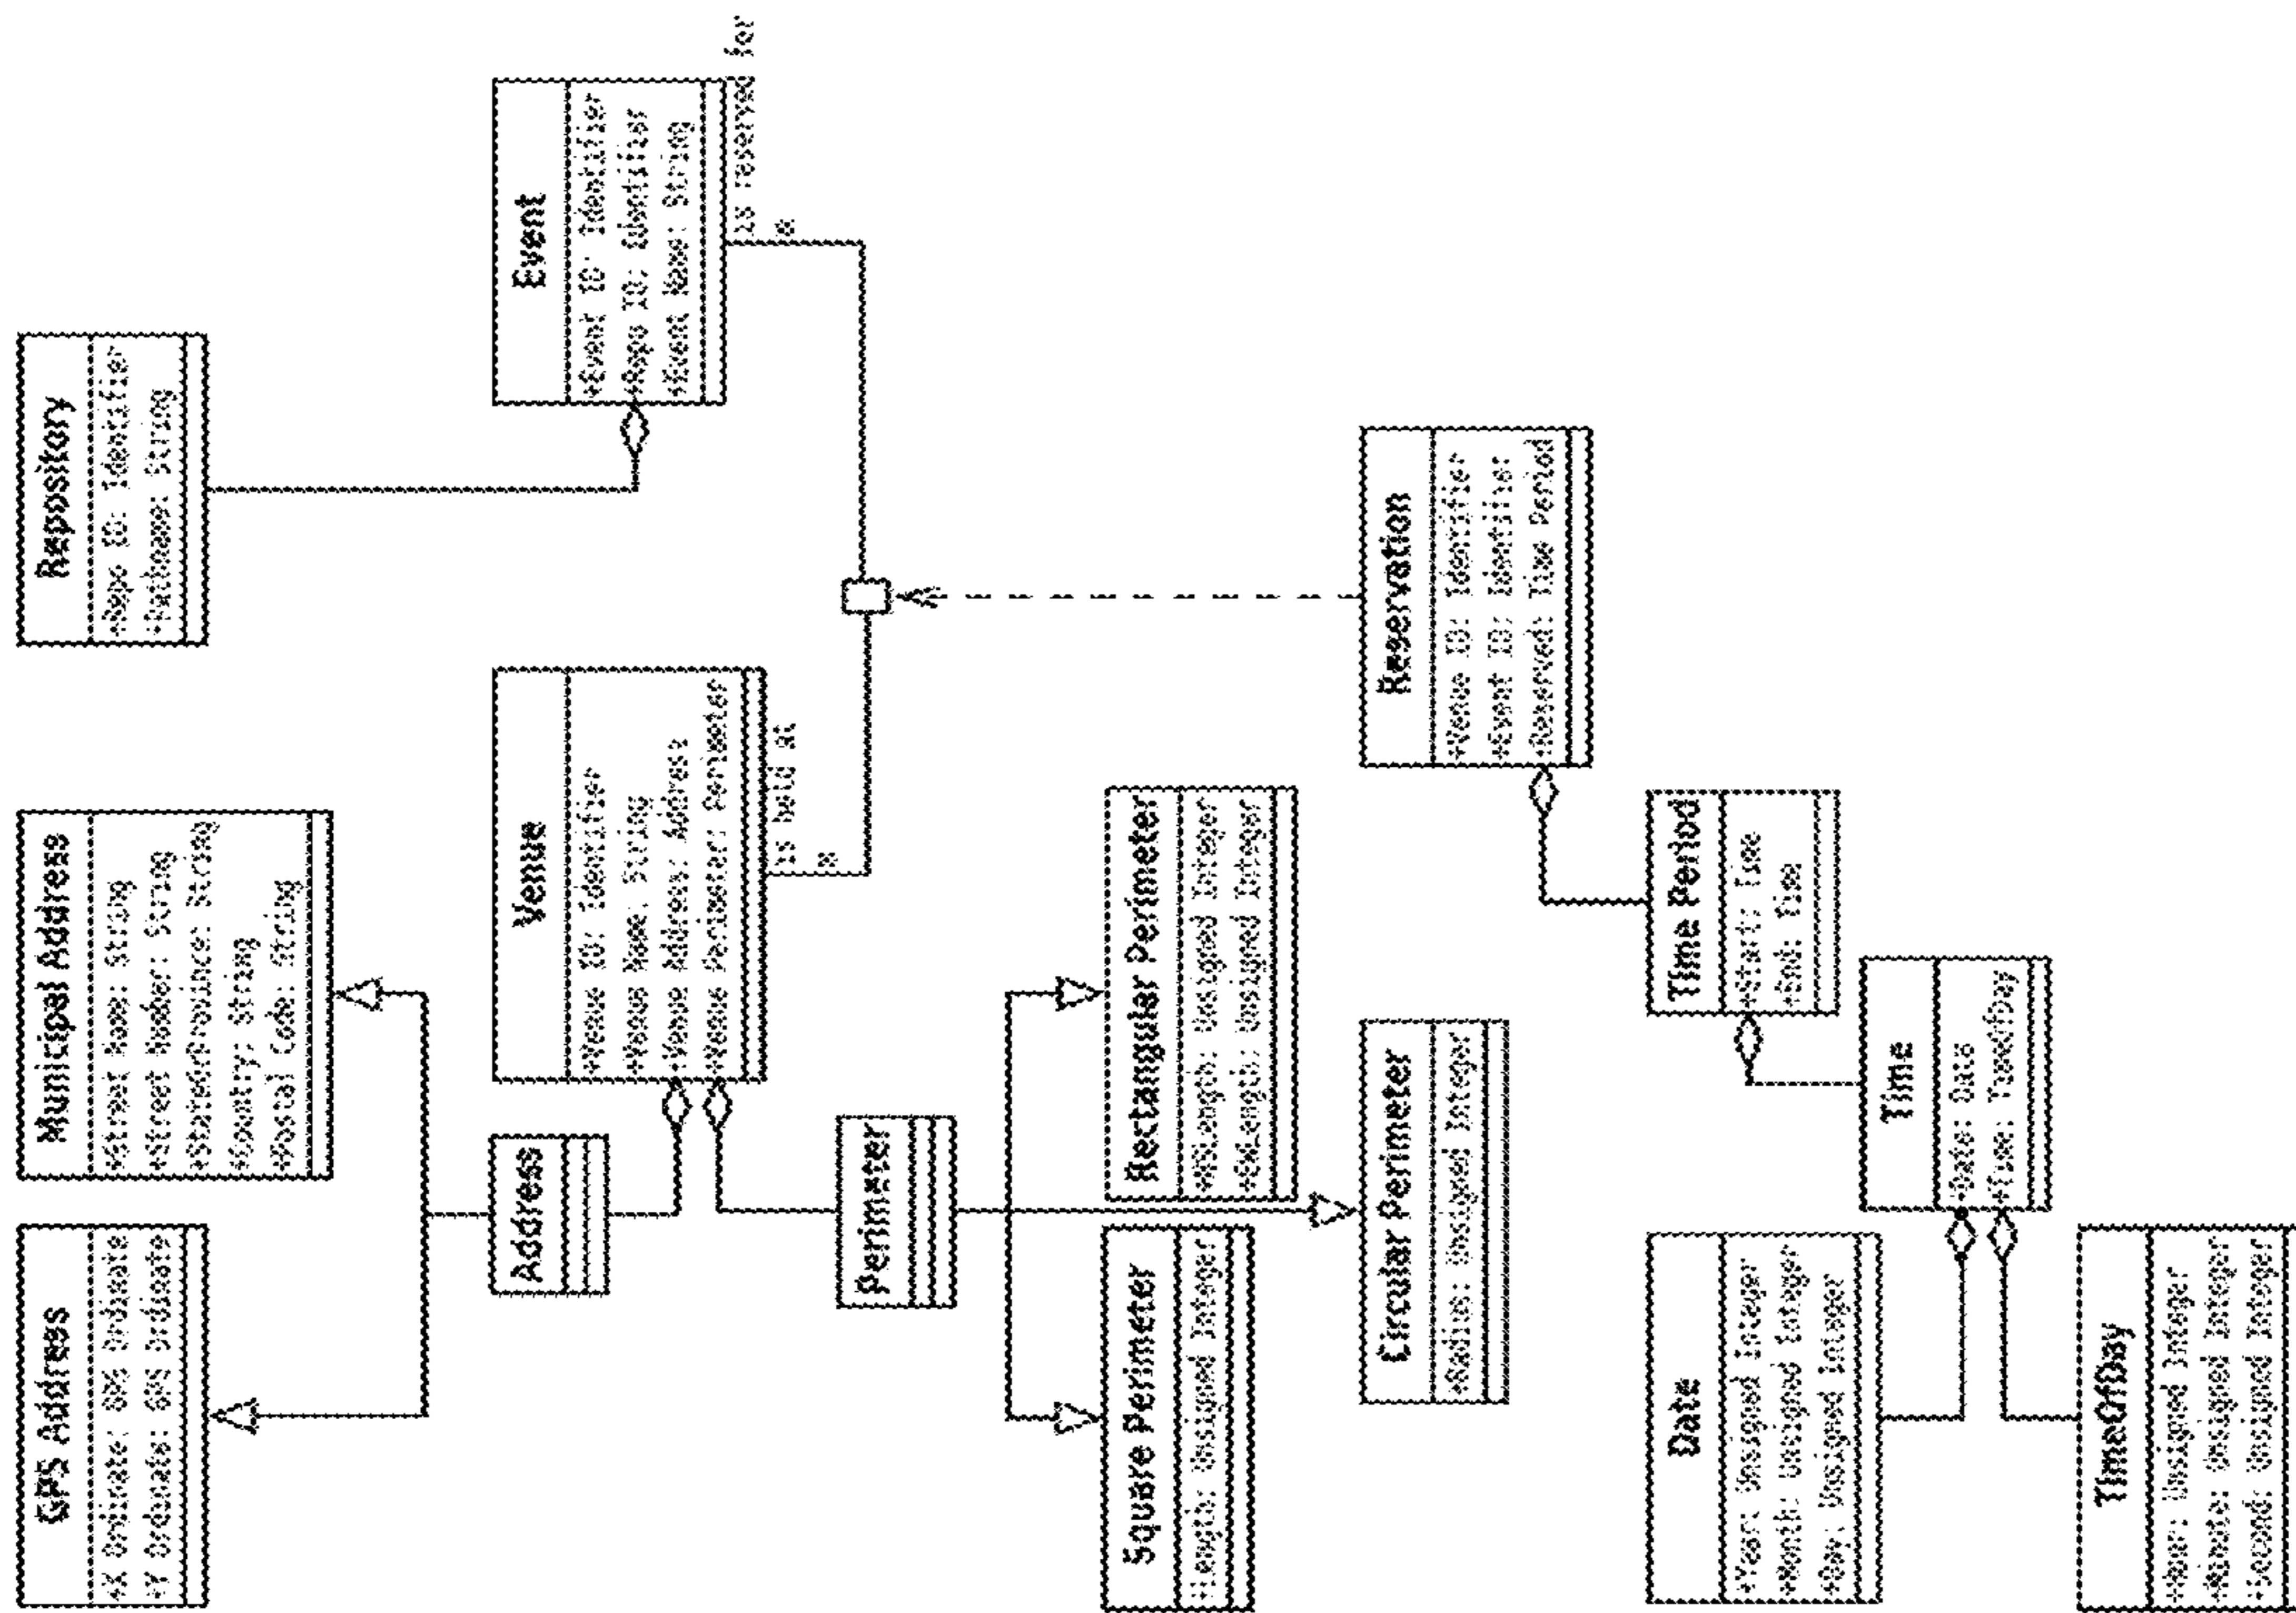 GPS Address
+X Ordinate: GPS Ordinate
+Y Ordonate: GPS Ordinate
Municipal Address
+Street Name: String
+Street Number: String
+StateOrProvince: String
+Country: String
+Postal Code: String
Repository
+Repo ID: Identifier
+Pathname: String
Address
Venue
+Venue ID: Identifier
+Venue Name: String
+Venue Address: Address
+Venue Perimeter: Perimeter
is held at
Event
+Event ID: Identifier
+Repo ID: Identifier
+Event Name: String
is reserved for
Perimeter
Square Perimeter
+Length: Unsigned Integer
Rectangular Perimeter
+NSLength: Unsigned Integer
+EWLength: Unsigned Integer
Circular Perimeter
+Radius: Unsigned Integer
Reservation
+Venue ID: Identifier
+Event ID: Identifier
+Reserved: Time Period
Date
+Year: Unsigned Integer
+Month: Unsigned Integer
+Day: Unsigned Integer
Time Period
+Start: Time
+End: Time
Time
+Date: Date
+Time: TimeOfDay
TimeOfDay
+Hour: Unsigned Integer
+Minute: Unsigned Integer
+Second: Unsigned Integer